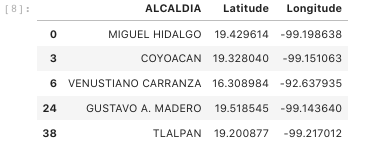 [8]:
ALCALDIA Latitude Longitude
0 MIGUEL HIDALGO 19.429614 -99.198638
3 COYOACAN 19.328040 -99.151063
6 VENUSTIANO CARRANZA 16.308984 -92.637935
24 GUSTAVO A. MADERO 19.518545 -99.143640
38 TLALPAN 19.200877 -99.217012